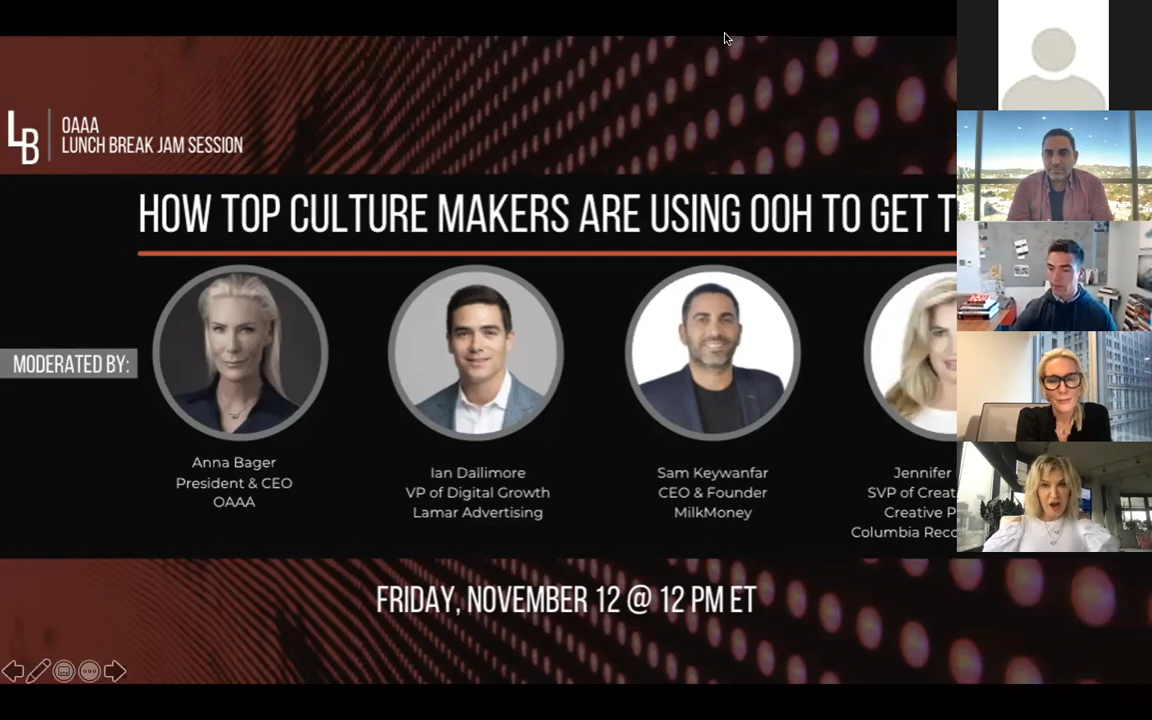 LB
OAAA
LUNCH BREAK JAM SESSION
HOW TOP CULTURE MAKERS ARE USING OOH TO GET T
MODERATED BY:
Anna Bager
President & CEO
OAAA
Ian Dallimore
VP of Digital Growth
Lamar Advertising
Sam Keywanfar
CEO & Founder
MilkMoney
Jennifer
SVP of Creat
Creative P
Columbia Reco
FRIDAY, NOVEMBER 12 @ 12 PM ET